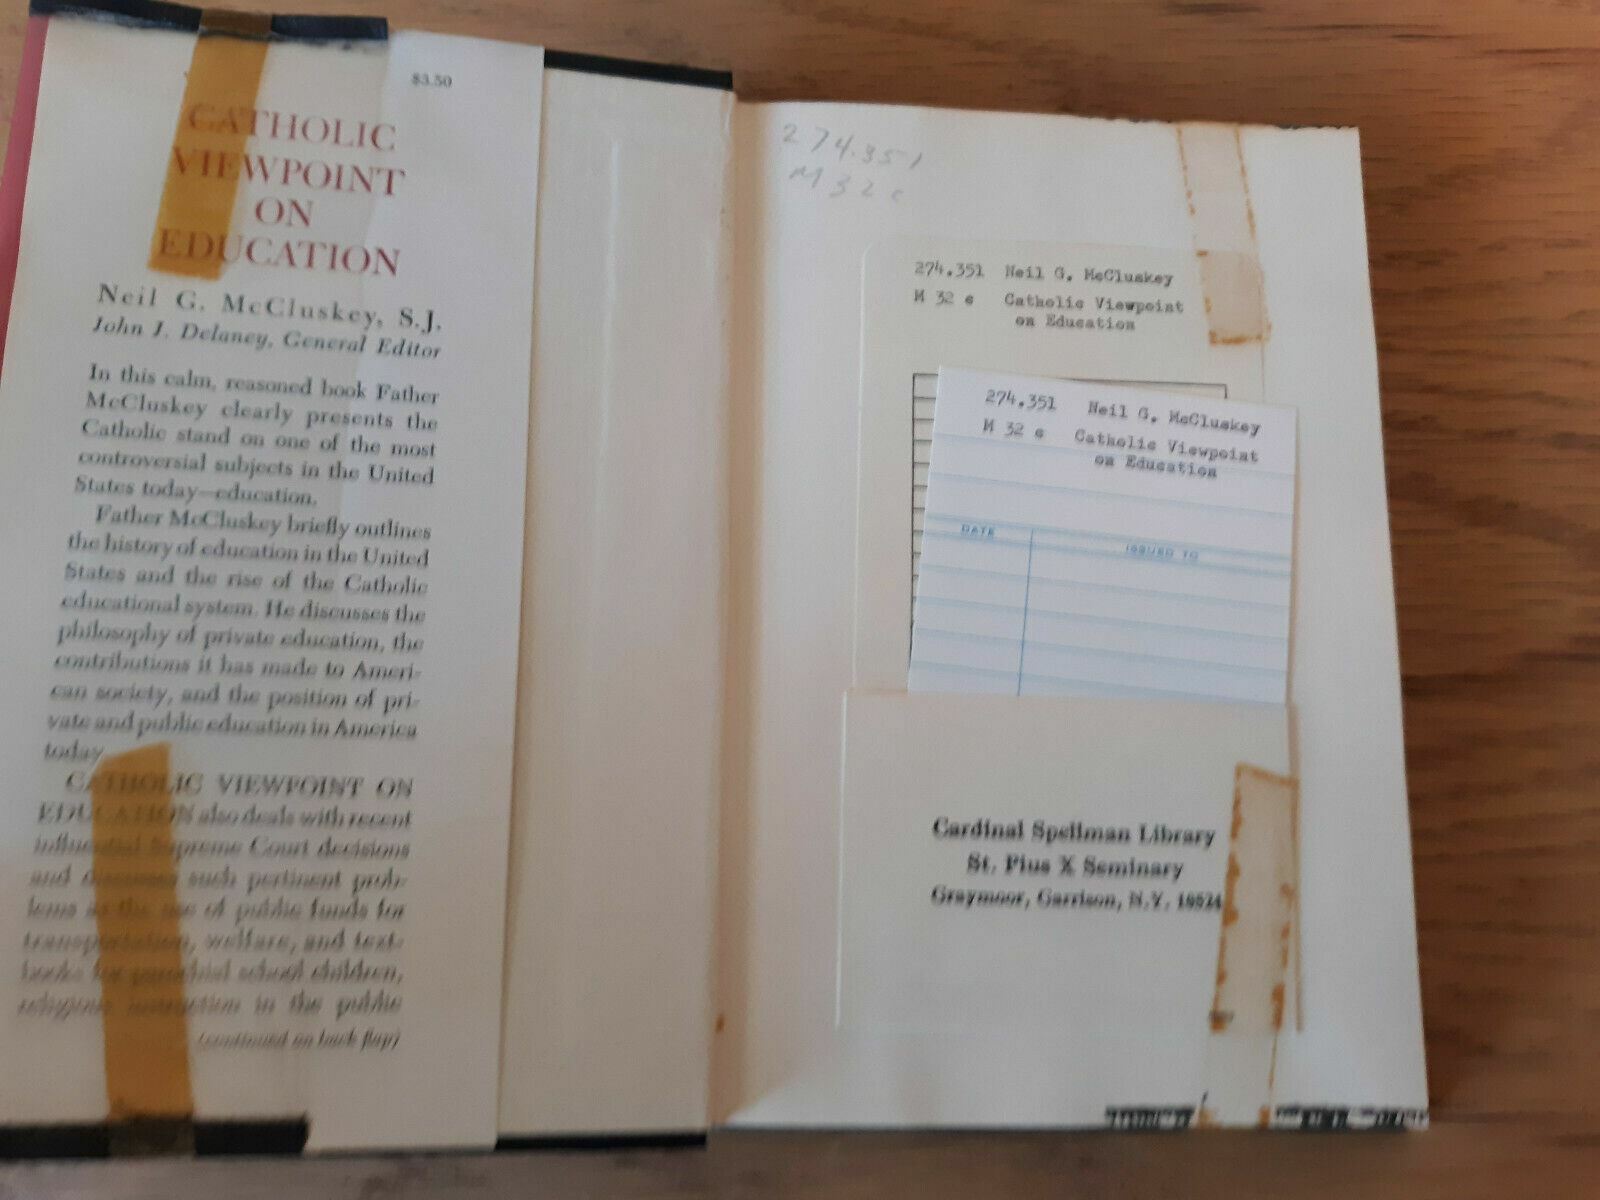 $3.50
CATHOLIC
VIEWPOINT
ON
EDUCATION
Neil G. McCluskey, S.J.
John J. Delaney, General Editor
In this calm, reasoned book Father
McCluskey clearly presents the
Catholic stand on one of the most
controversial subjects in the United
States today—education.
Father McCluskey briefly outlines
the history of education in the United
States and the rise of the Catholic
educational system. He discusses the
philosophy of private education, the
contributions it has made to Ameri-
can society, and the position of pri-
vate and public education in America
today.
CATHOLIC VIEWPOINT ON
EDUCATION also deals with recent
influential Supreme Court decisions
and discusses such pertinent prob-
lems as the use of public funds for
transportation, welfare, and text-
books for parochial school children,
religious instruction in the public
(continued on back flap)
274.351
M 32 c
274.351 Neil G. McCluskey
M 32 c Catholic Viewpoint
on Education
274.351 Neil G. McCluskey
M 32 c Catholic Viewpoint
on Education
DATE ISSUED TO
Cardinal Spellman Library
St. Pius X Seminary
Graymoor, Garrison, N.Y. 10524